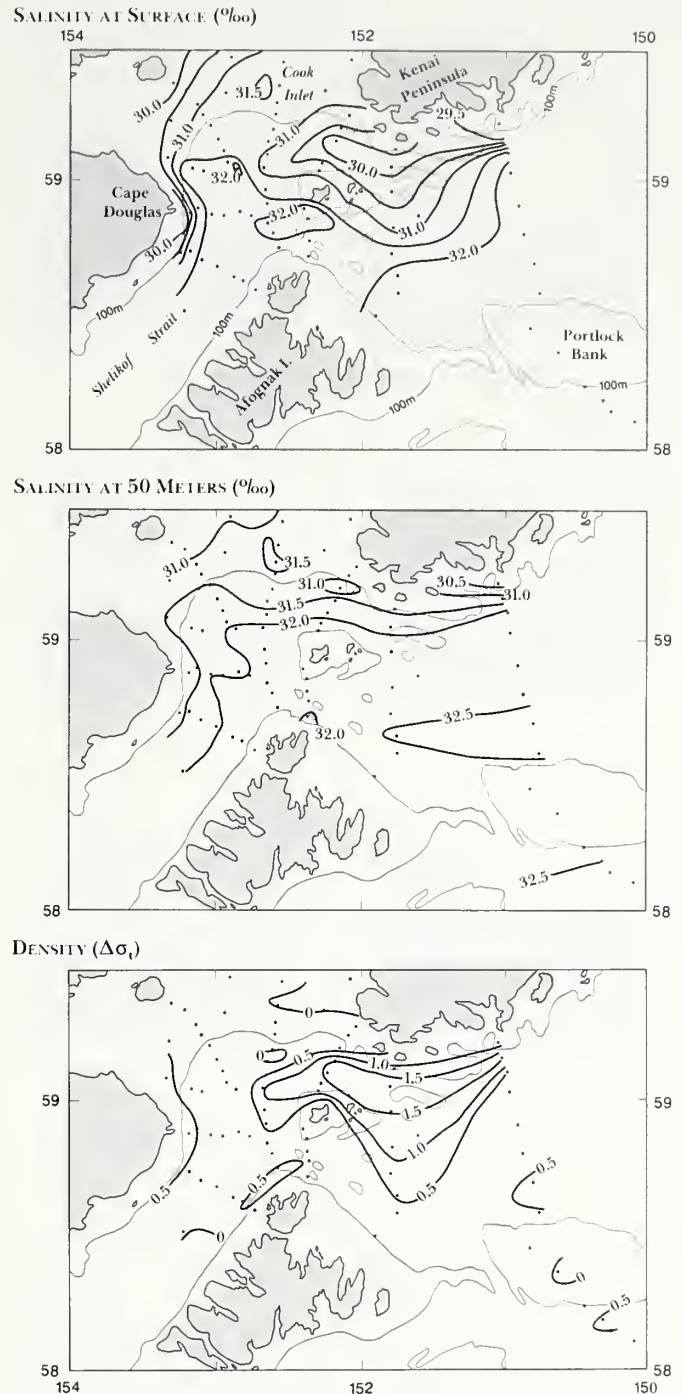 SALINITY AT SURFACE (º/oo)
154
152
150
Cook
Inlet
Kenai
Peninsula
100m
30.0
31.0
31.5
31.0
29.5
30.0
59
59
Cape
Douglas
32.0
32.0
31.0
32.0
30.0
100m
Shelikof Strait
100m
Afognak I.
Portlock
Bank
100m
100m
58
58
SALINITY AT 50 METERS (º/oo)
31.0
31.5
31.0
30.5
31.0
31.5
32.0
59
59
32.5
32.0
32.5
58
58
DENSITY (Δσt)
0
0
0.5
1.0
1.5
59
59
1.5
1.0
0.5
0.5
0.5
0.5
0
0
0.5
58
58
154
152
150